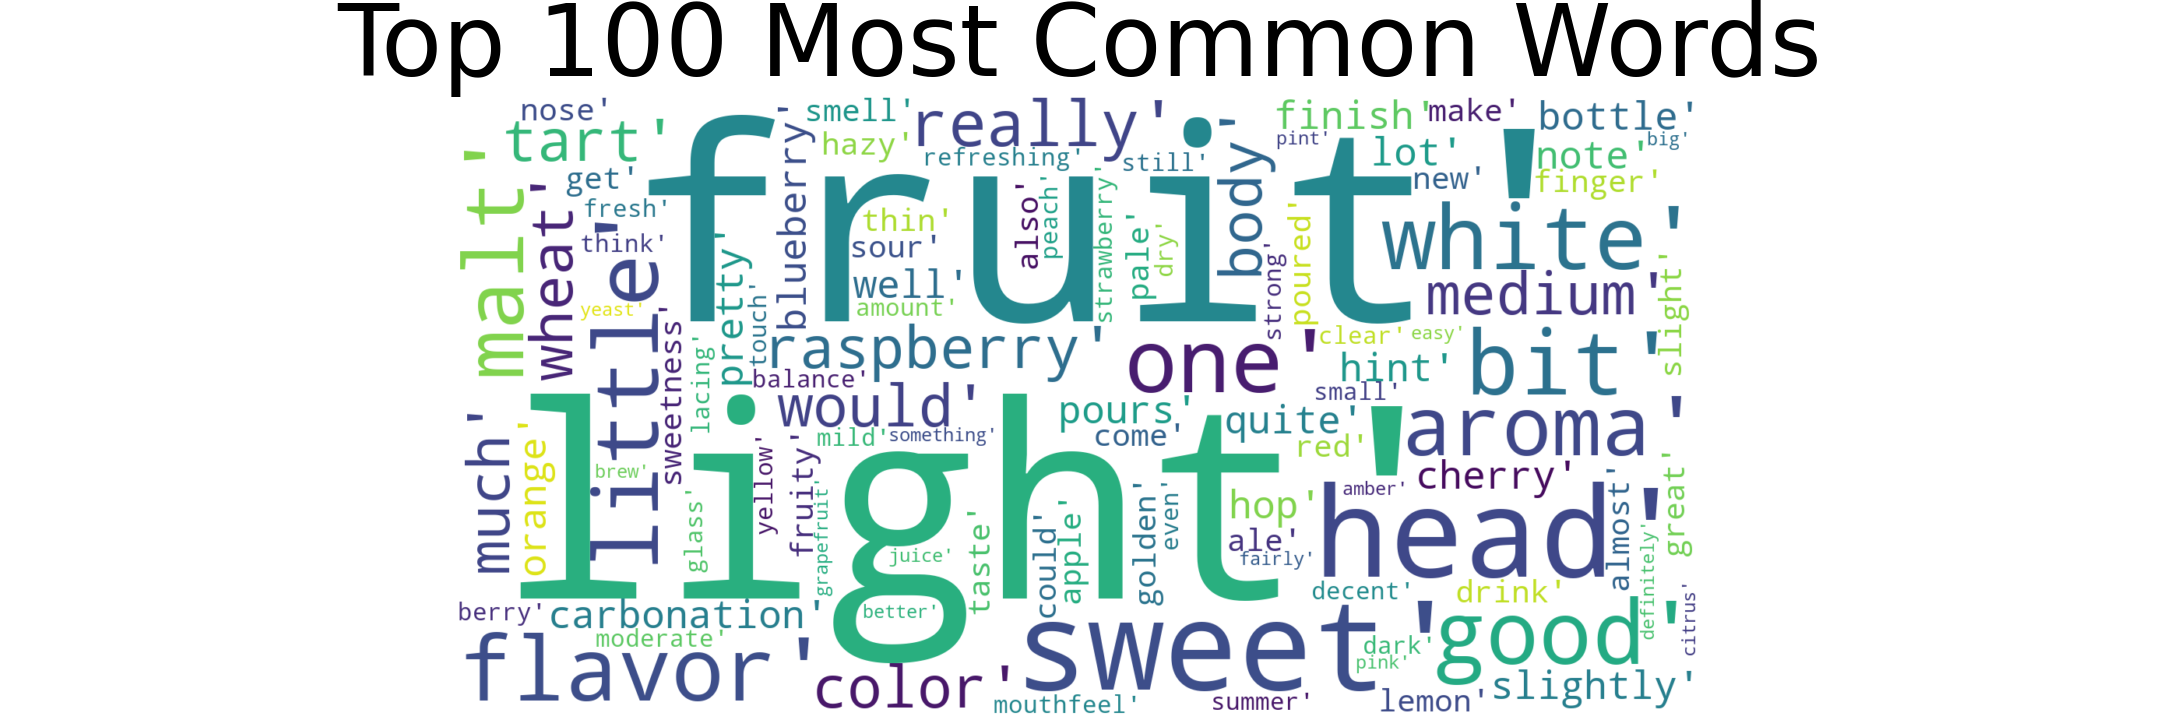 Top 100 Most Common Words
nose'
smell'
really'
finish'
make'
bottle'
tart'
fruit'
hazy'
refreshing'
still'
pint'
lot'
note'
big'
malt'
get'
blueberry'
body'
new'
finger'
wheat'
fresh'
think'
little'
thin'
sour'
well'
amount'
also'
peach'
strawberry'
pale'
dry'
strong'
poured'
white'
medium'
slight'
yeast'
pretty'
touch'
sweetness'
lacing'
raspberry'
one'
clear'
easy'
hint'
bit'
balance'
would'
small'
pours'
come'
quite'
red'
aroma'
much'
orange'
light'
brew'
mild'
something'
yellow'
fruity'
grapefruit'
glass'
juice'
taste'
could'
apple'
golden'
even'
hop'
ale'
fairly'
amber'
cherry'
head'
almost'
great'
definitely'
citrus'
berry'
carbonation'
better'
decent'
drink'
moderate'
flavor'
color'
sweet'
dark'
pink'
good'
mouthfeel'
summer'
lemon'
slightly'